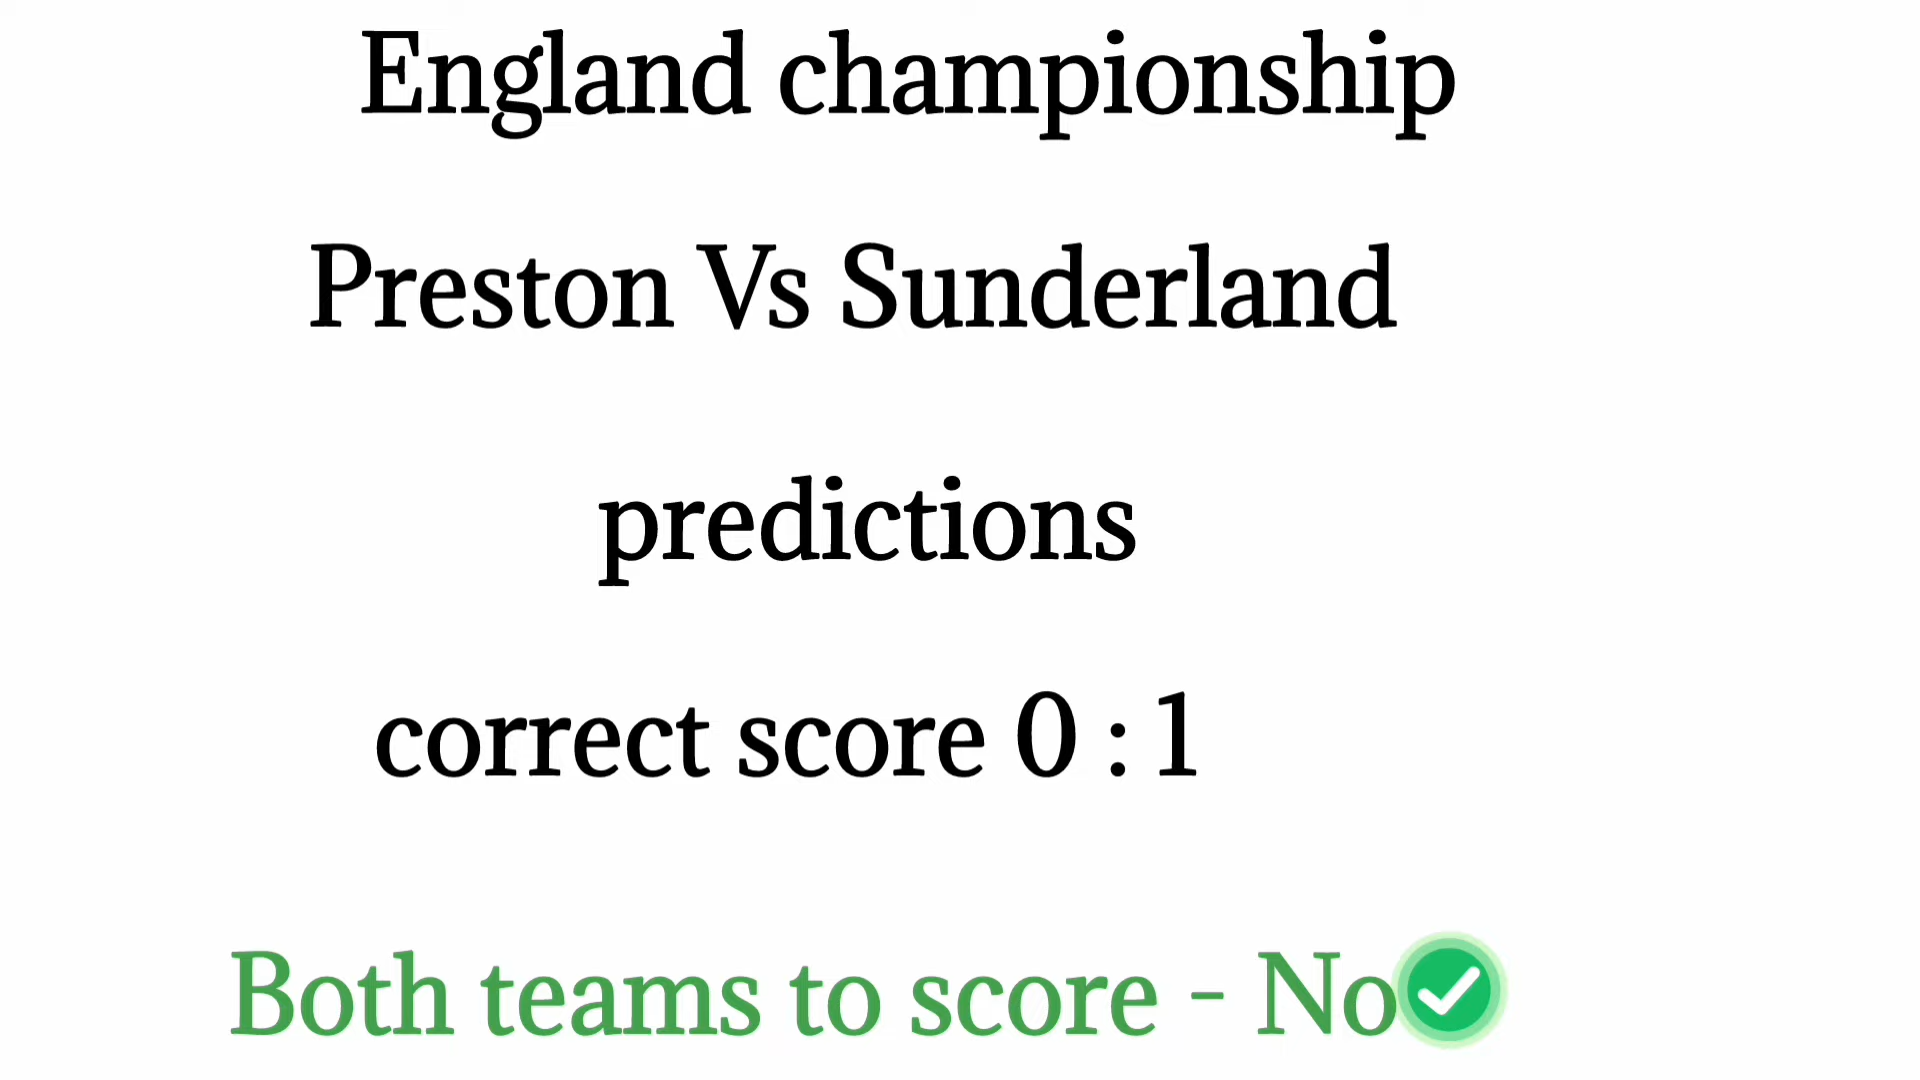 England championship
Preston Vs Sunderland
predictions
correct score 0 : 1
Both teams to score - No